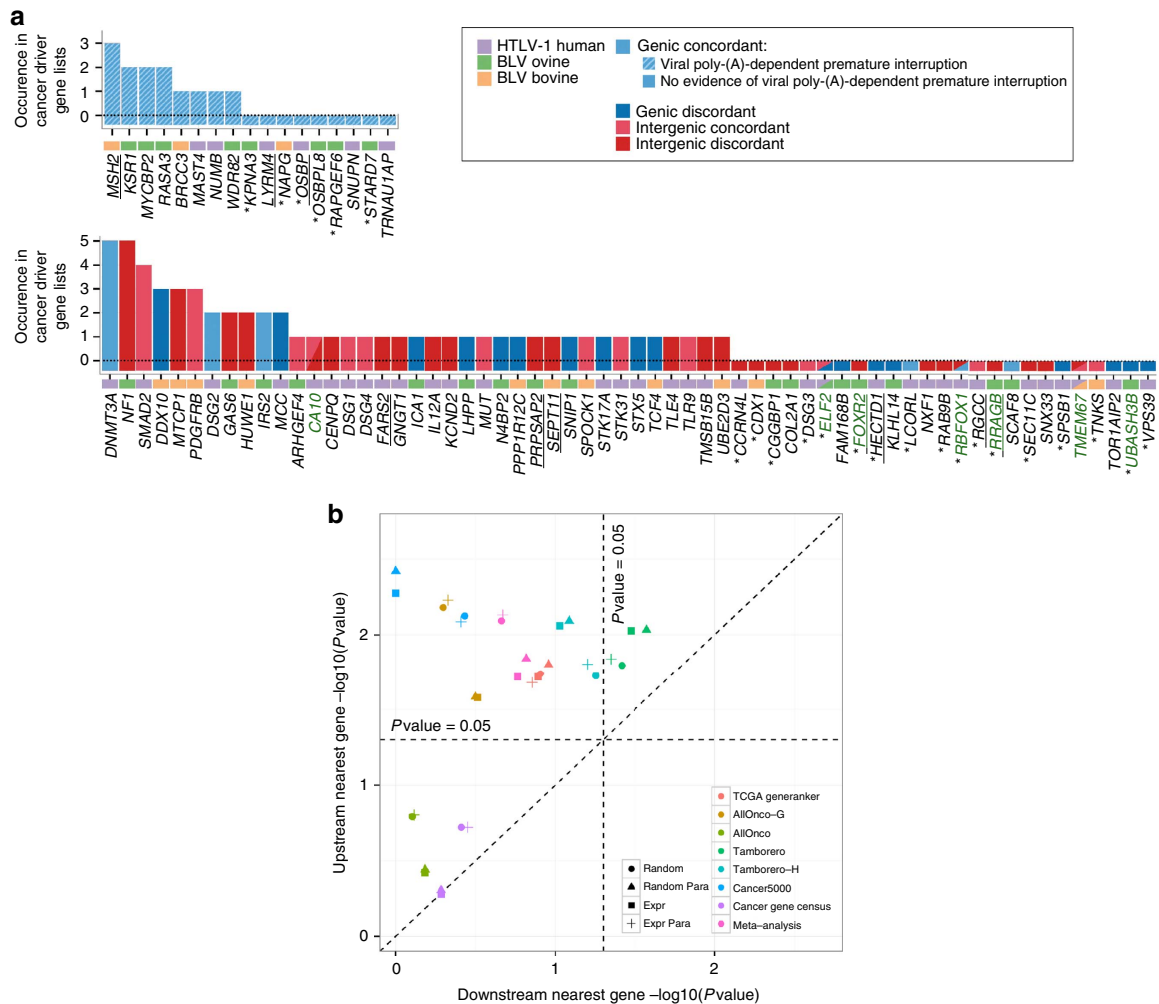 a
Occurence in
cancer driver
gene lists
3
2
1
0
MSH2
KSR1
MYCBP2
RASA3
BRCC3
MAST4
NUMB
WDR82
*KPNA3
LYRM4
*NAPG
*OSBP
*OSBPL8
*RAPGEF6
SNUPN
*STARD7
TRNAU1AP
HTLV-1 human
BLV ovine
BLV bovine
Genic concordant:
Viral poly-(A)-dependent premature interruption
No evidence of viral poly-(A)-dependent premature interruption
Genic discordant
Intergenic concordant
Intergenic discordant
Occurence in
cancer driver
gene lists
5
4
3
2
1
0
DNMT3A
NF1
SMAD2
DDX10
MTCP1
PDGFRB
DSG2
GAS6
HUWE1
IRS2
MCC
ARHGEF4
CA10
CENPQ
DSG1
DSG4
FARS2
GNGT1
ICA1
IL12A
KCND2
LHPP
MUT
N4BP2
PPP1R12C
PRPSAP2
SEPT11
SNIP1
SPOCK1
STK17A
STK31
STX5
TCF4
TLE4
TLR9
TMSB15B
UBE2D3
*CCRN4L
*CDX1
*CGGBP1
COL2A1
*DSG3
*ELF2
FAM168B
*FOXR2
*HECTD1
KLHL14
*LCORL
NXF1
*RAB9B
*RBFOX1
*RGCC
*RRAGB
SCAF8
*SEC11C
SNX33
*SPSB1
TMEM67
*TNKS
TOR1AIP2
*UBASH3B
*VPS39
b
Upstream nearest gene –log10(Pvalue)
2
1
0
Pvalue = 0.05
Pvalue = 0.05
Random
Random Para
Expr
Expr Para
TCGA generanker
AllOnco–G
AllOnco
Tamborero
Tamborero–H
Cancer5000
Cancer gene census
Meta–analysis
0
1
2
Downstream nearest gene –log10(Pvalue)